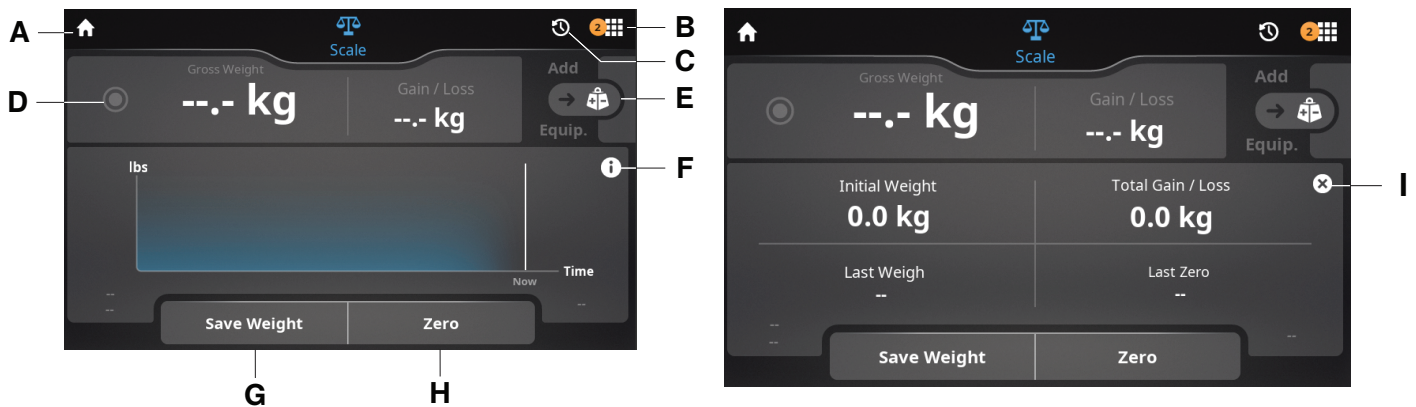 A
B
C
D
E
F
G
H
Scale
2
Gross Weight
--.- kg
Gain / Loss
--.- kg
Add
Equip.
lbs
Time
Now
--
--
--
Save Weight
Zero
Scale
2
Gross Weight
--.- kg
Gain / Loss
--.- kg
Add
Equip.
Initial Weight
0.0 kg
Total Gain / Loss
0.0 kg
I
Last Weigh
--
Last Zero
--
--
--
--
Save Weight
Zero